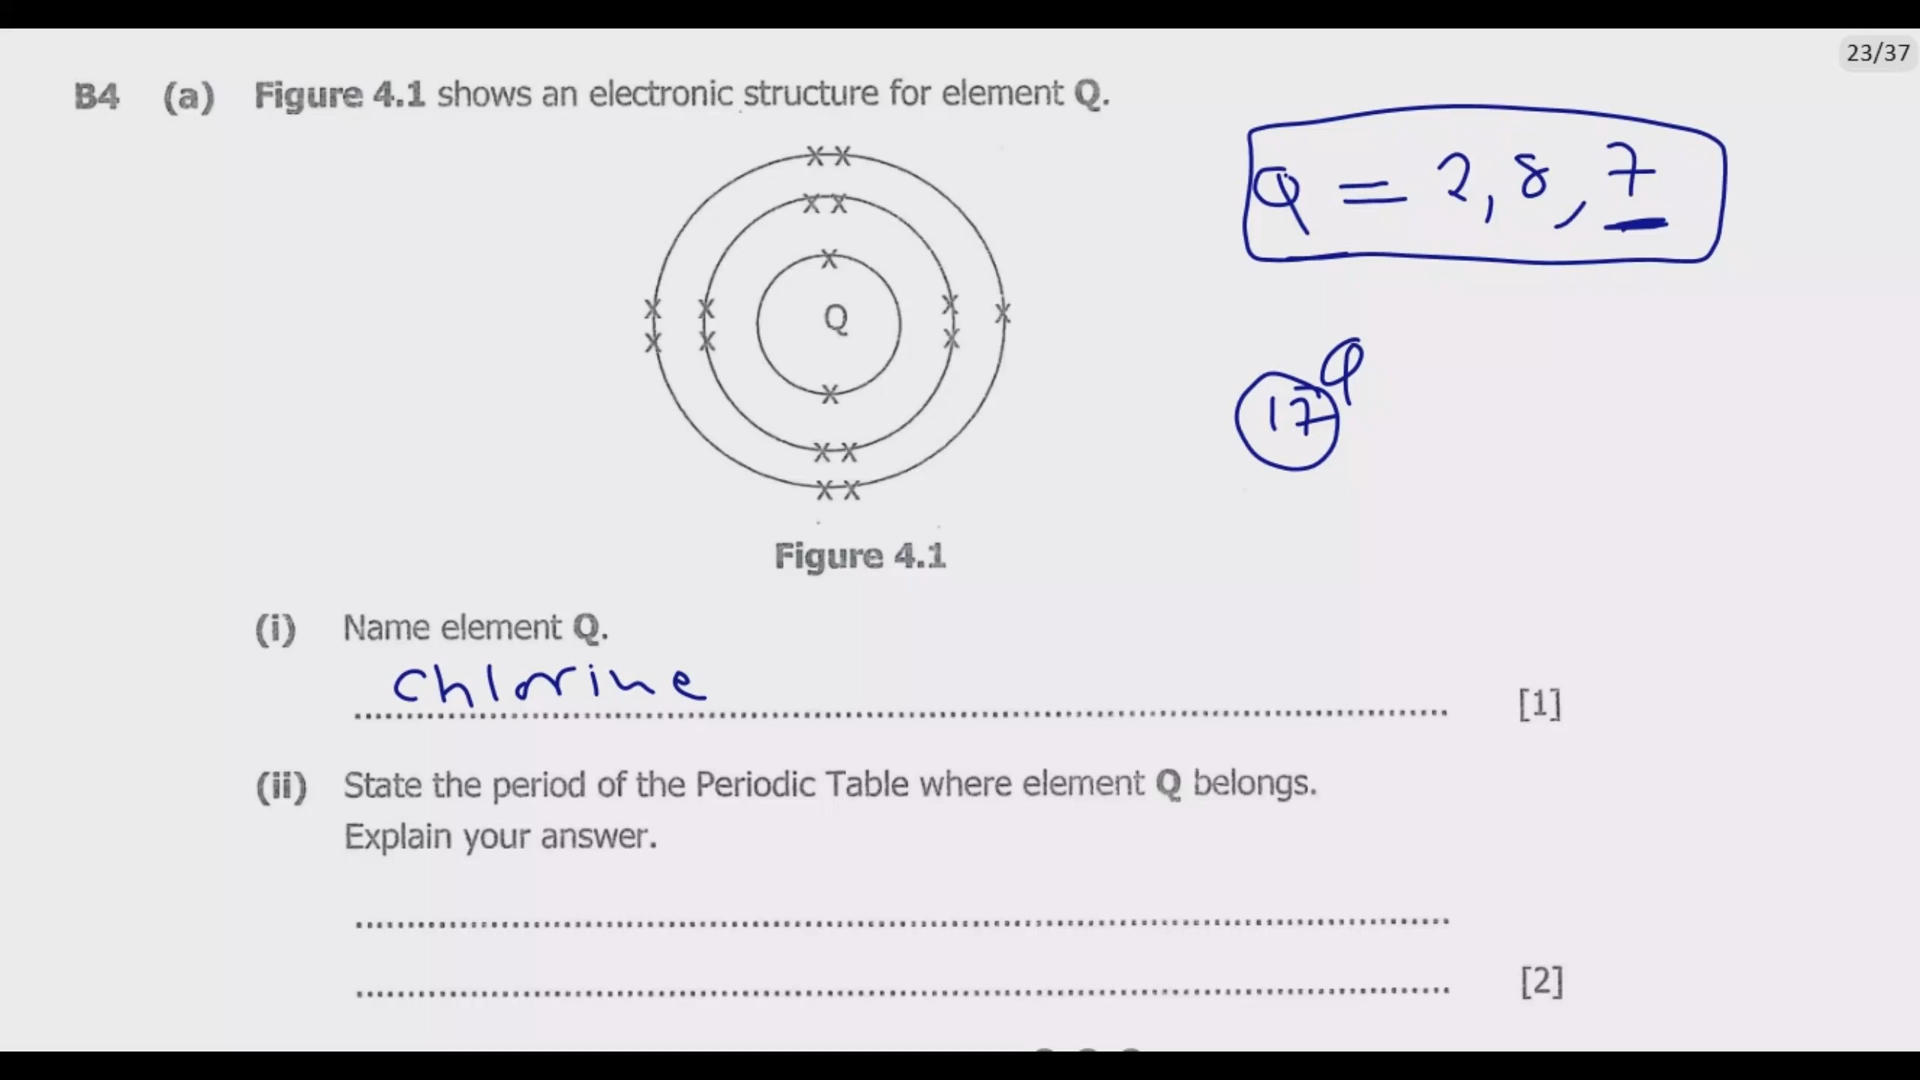 23/37
B4 (a) Figure 4.1 shows an electronic structure for element Q.
Q = 2, 8, 7
x x
x x
x
x x x x x
Q
x x x
x
x x
x x
17 Q
Figure 4.1
(i) Name element Q.
chlorine
[1]
(ii) State the period of the Periodic Table where element Q belongs.
Explain your answer.
[2]